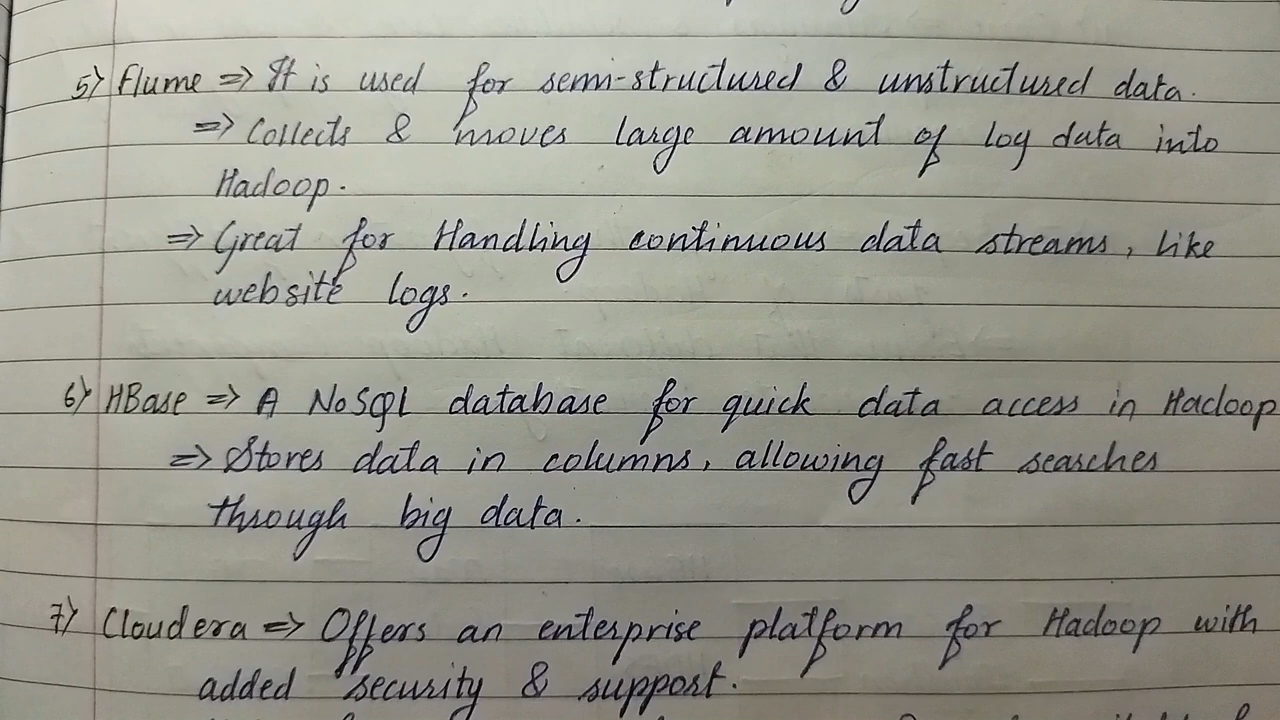 5) Flume => It is used for semi-structured & unstructured data.
=> Collects & moves large amount of log data into
Hadoop.
=> Great for Handling continuous data streams, like
website logs.
6) HBase => A NoSQL database for quick data access in Hadoop
=> Stores data in columns, allowing fast searches
through big data.
7) Cloudera => Offers an enterprise platform for Hadoop with
added security & support.